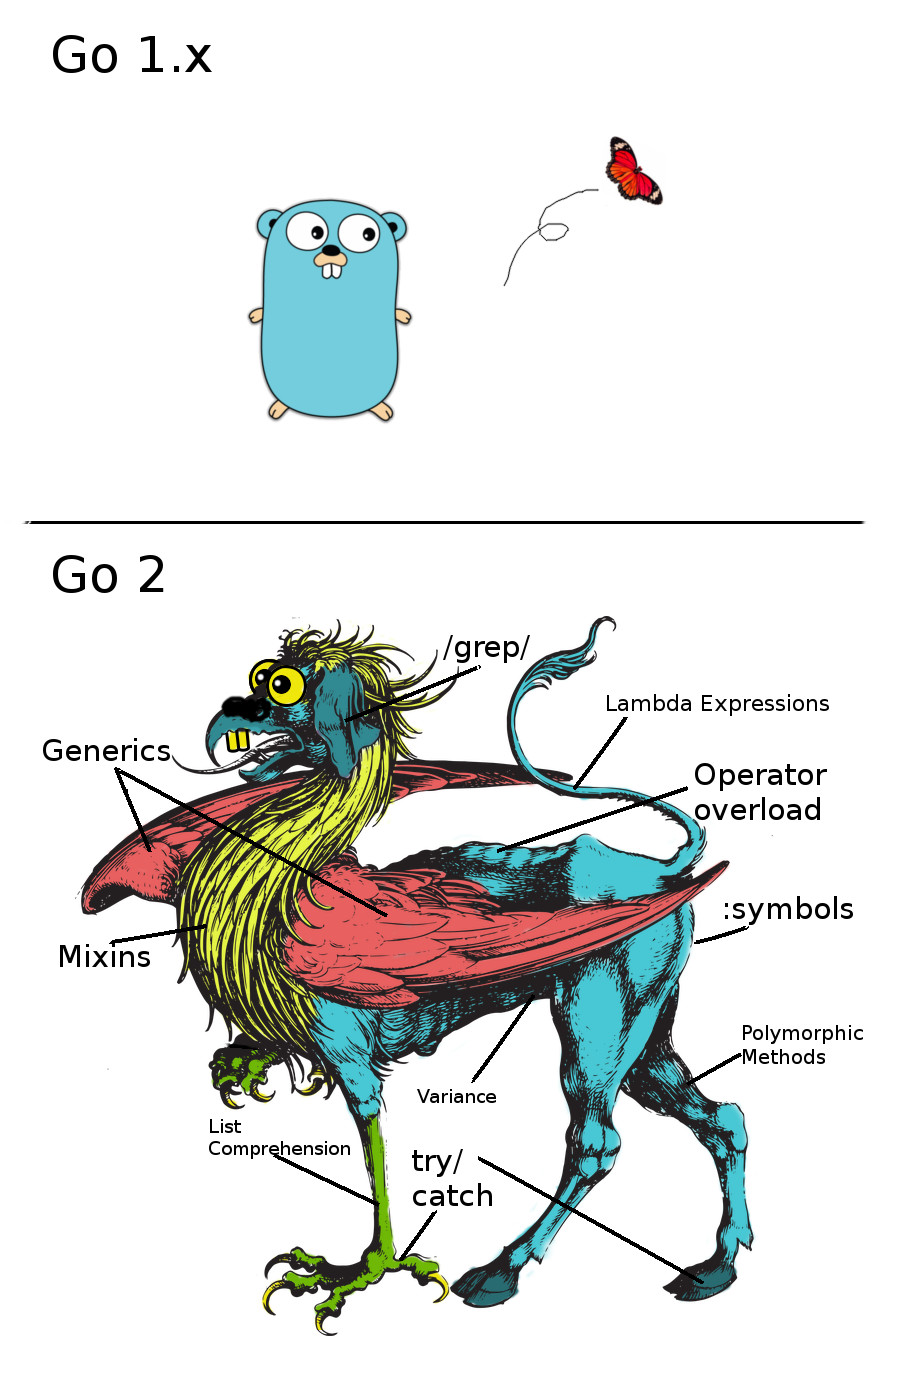 Go 1.x
Go 2
/grep/
Lambda Expressions
Generics
Operator
overload
:symbols
Mixins
Polymorphic
Methods
Variance
List
Comprehension
try/
catch